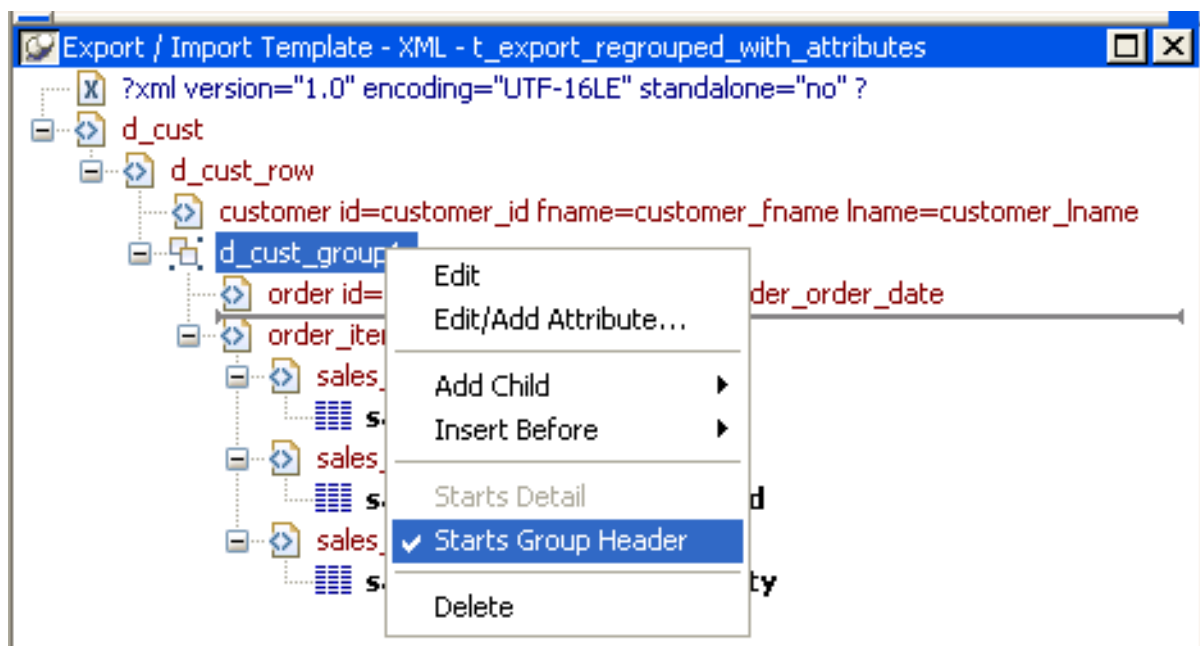 Export / Import Template - XML - t_export_regrouped_with_attributes
?xml version="1.0" encoding="UTF-16LE" standalone="no" ?
d_cust
d_cust_row
customer id=customer_id fname=customer_fname lname=customer_lname
d_cust_group1
order id= der_order_date
order_iter
sales_
s
sales_
s d
sales_
s ty
Edit
Edit/Add Attribute...
Add Child
Insert Before
Starts Detail
Starts Group Header
Delete